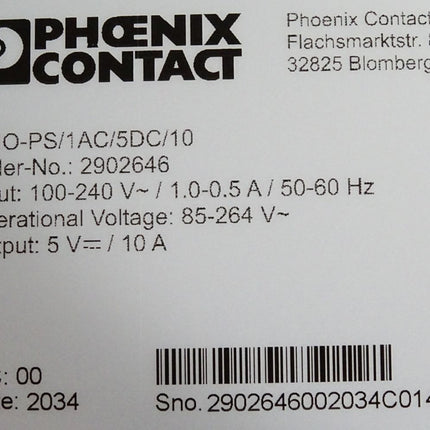 PHŒNIX
CONTACT
Phoenix Contact
Flachsmarktstr. 8
32825 Blomberg
O-PS/1AC/5DC/10
der-No.: 2902646
ut: 100-240 V~ / 1.0-0.5 A / 50-60 Hz
erational Voltage: 85-264 V~
tput: 5 V⎓ / 10 A
: 00
e: 2034
Sno. 2902646002034C014